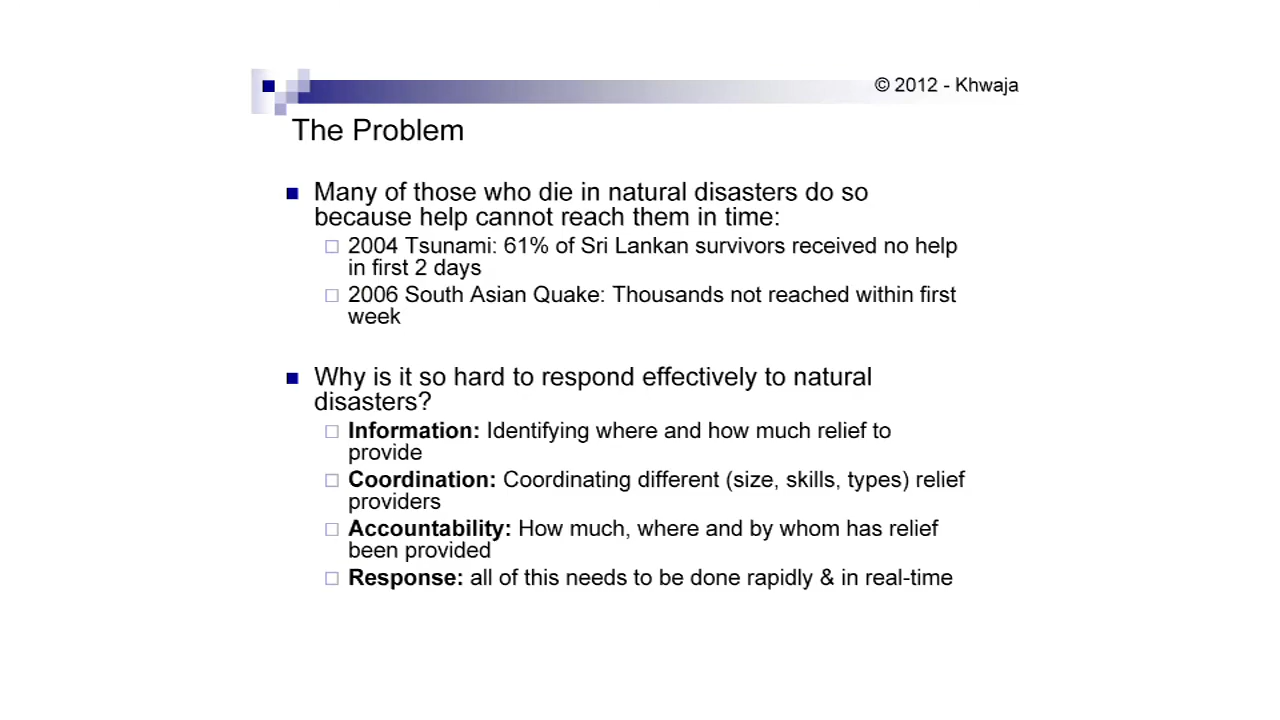 © 2012 - Khwaja
The Problem
Many of those who die in natural disasters do so
because help cannot reach them in time:
2004 Tsunami: 61% of Sri Lankan survivors received no help
in first 2 days
2006 South Asian Quake: Thousands not reached within first
week
Why is it so hard to respond effectively to natural
disasters?
Information: Identifying where and how much relief to
provide
Coordination: Coordinating different (size, skills, types) relief
providers
Accountability: How much, where and by whom has relief
been provided
Response: all of this needs to be done rapidly & in real-time